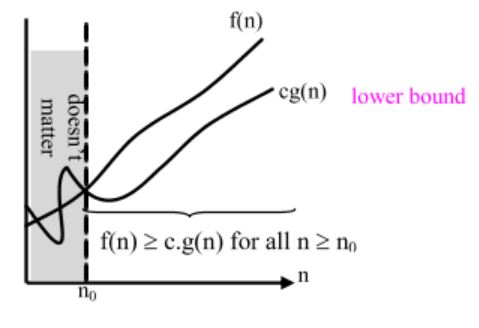 f(n)
cg(n)
lower bound
doesn't
matter
f(n) ≥ c.g(n) for all n ≥ n₀
n
n₀